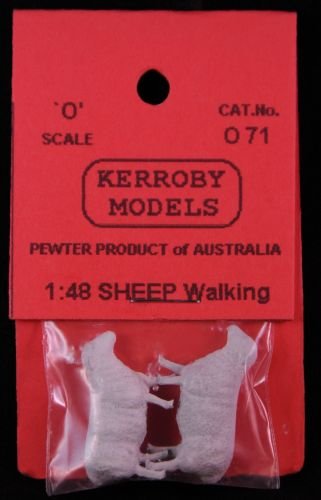 `O' CAT.No.
SCALE O 71
KERROBY
MODELS
PEWTER PRODUCT of AUSTRALIA
1:48 SHEEP Walking